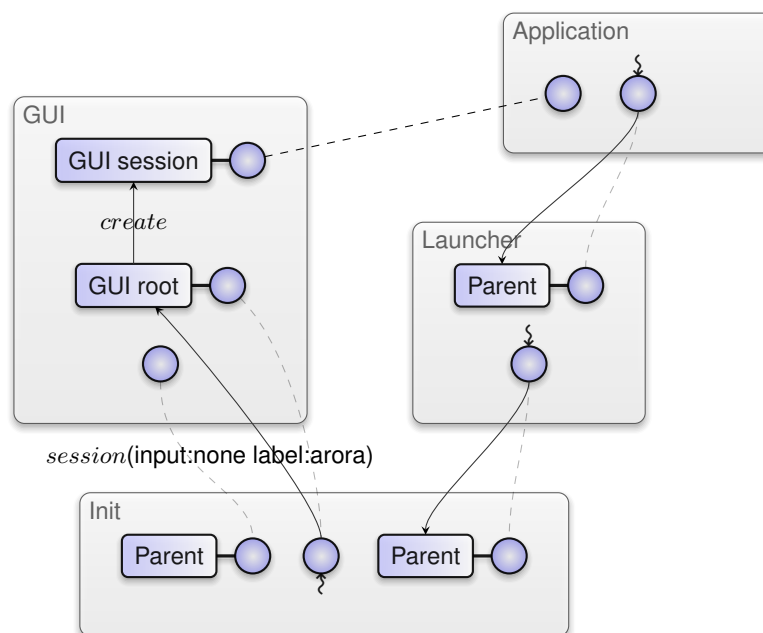 Application
GUI
GUI session
create
Launcher
GUI root
Parent
session(input:none label:arora)
Init
Parent
Parent